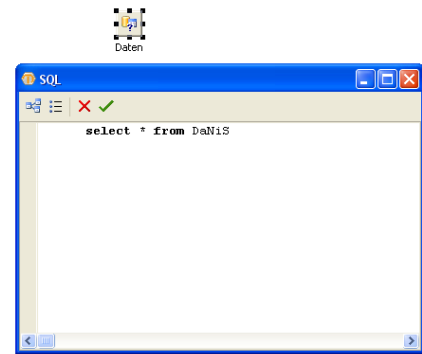 Daten
SQL
select * from DaNiS